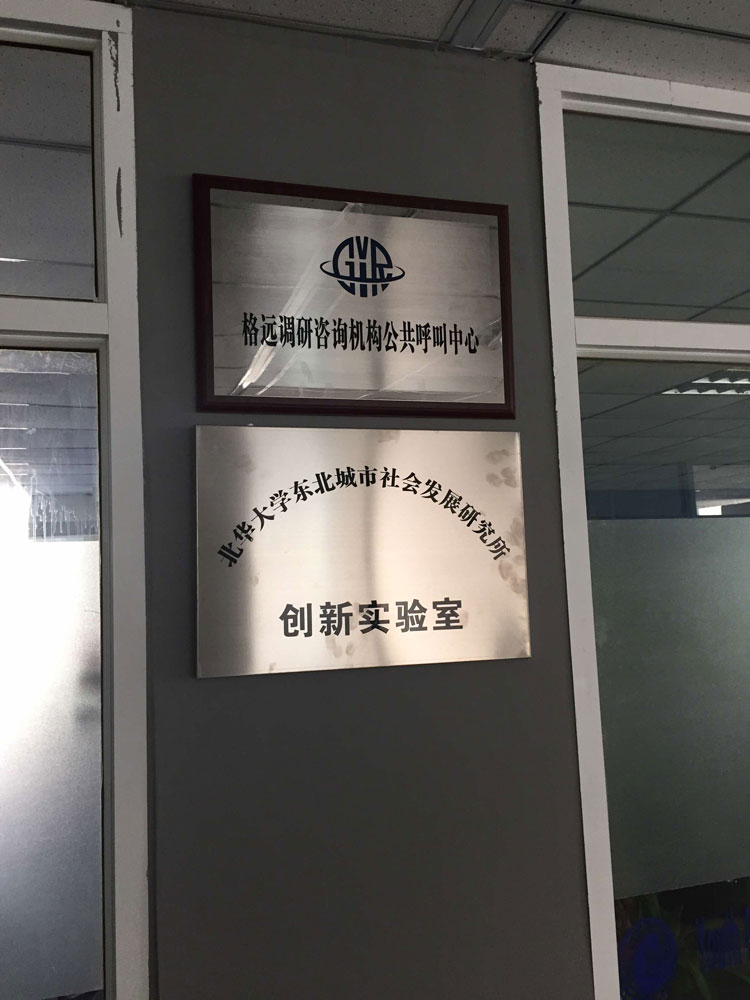 GYR
格远调研咨询机构公共呼叫中心
北华大学东北城市社会发展研究所
创新实验室